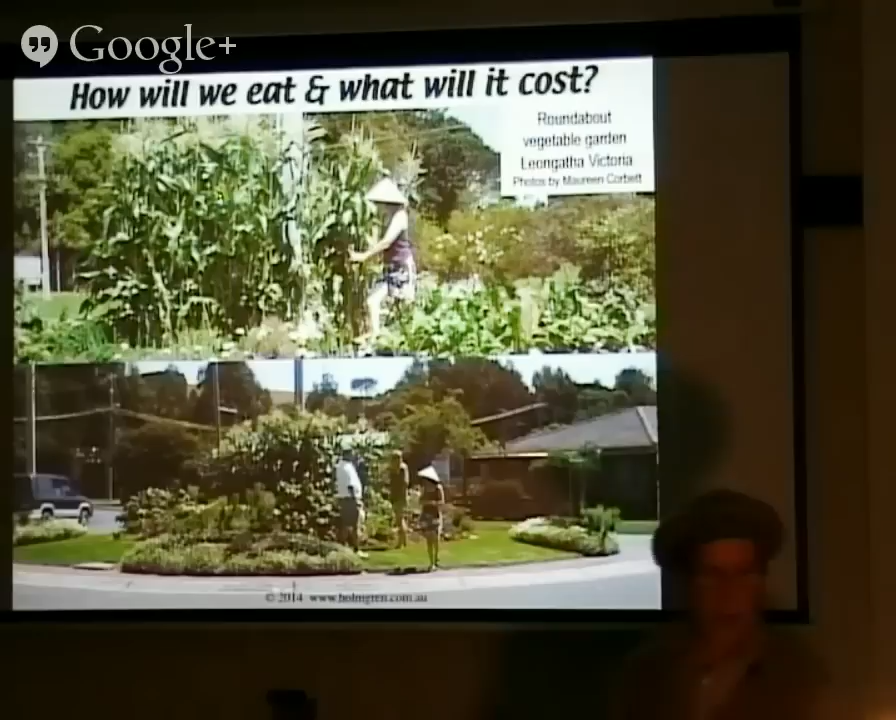 Google+
How will we eat & what will it cost?
Roundabout
vegetable garden
Leongatha Victoria
Photos by Maureen Corbett
© 2014 www.holmgren.com.au